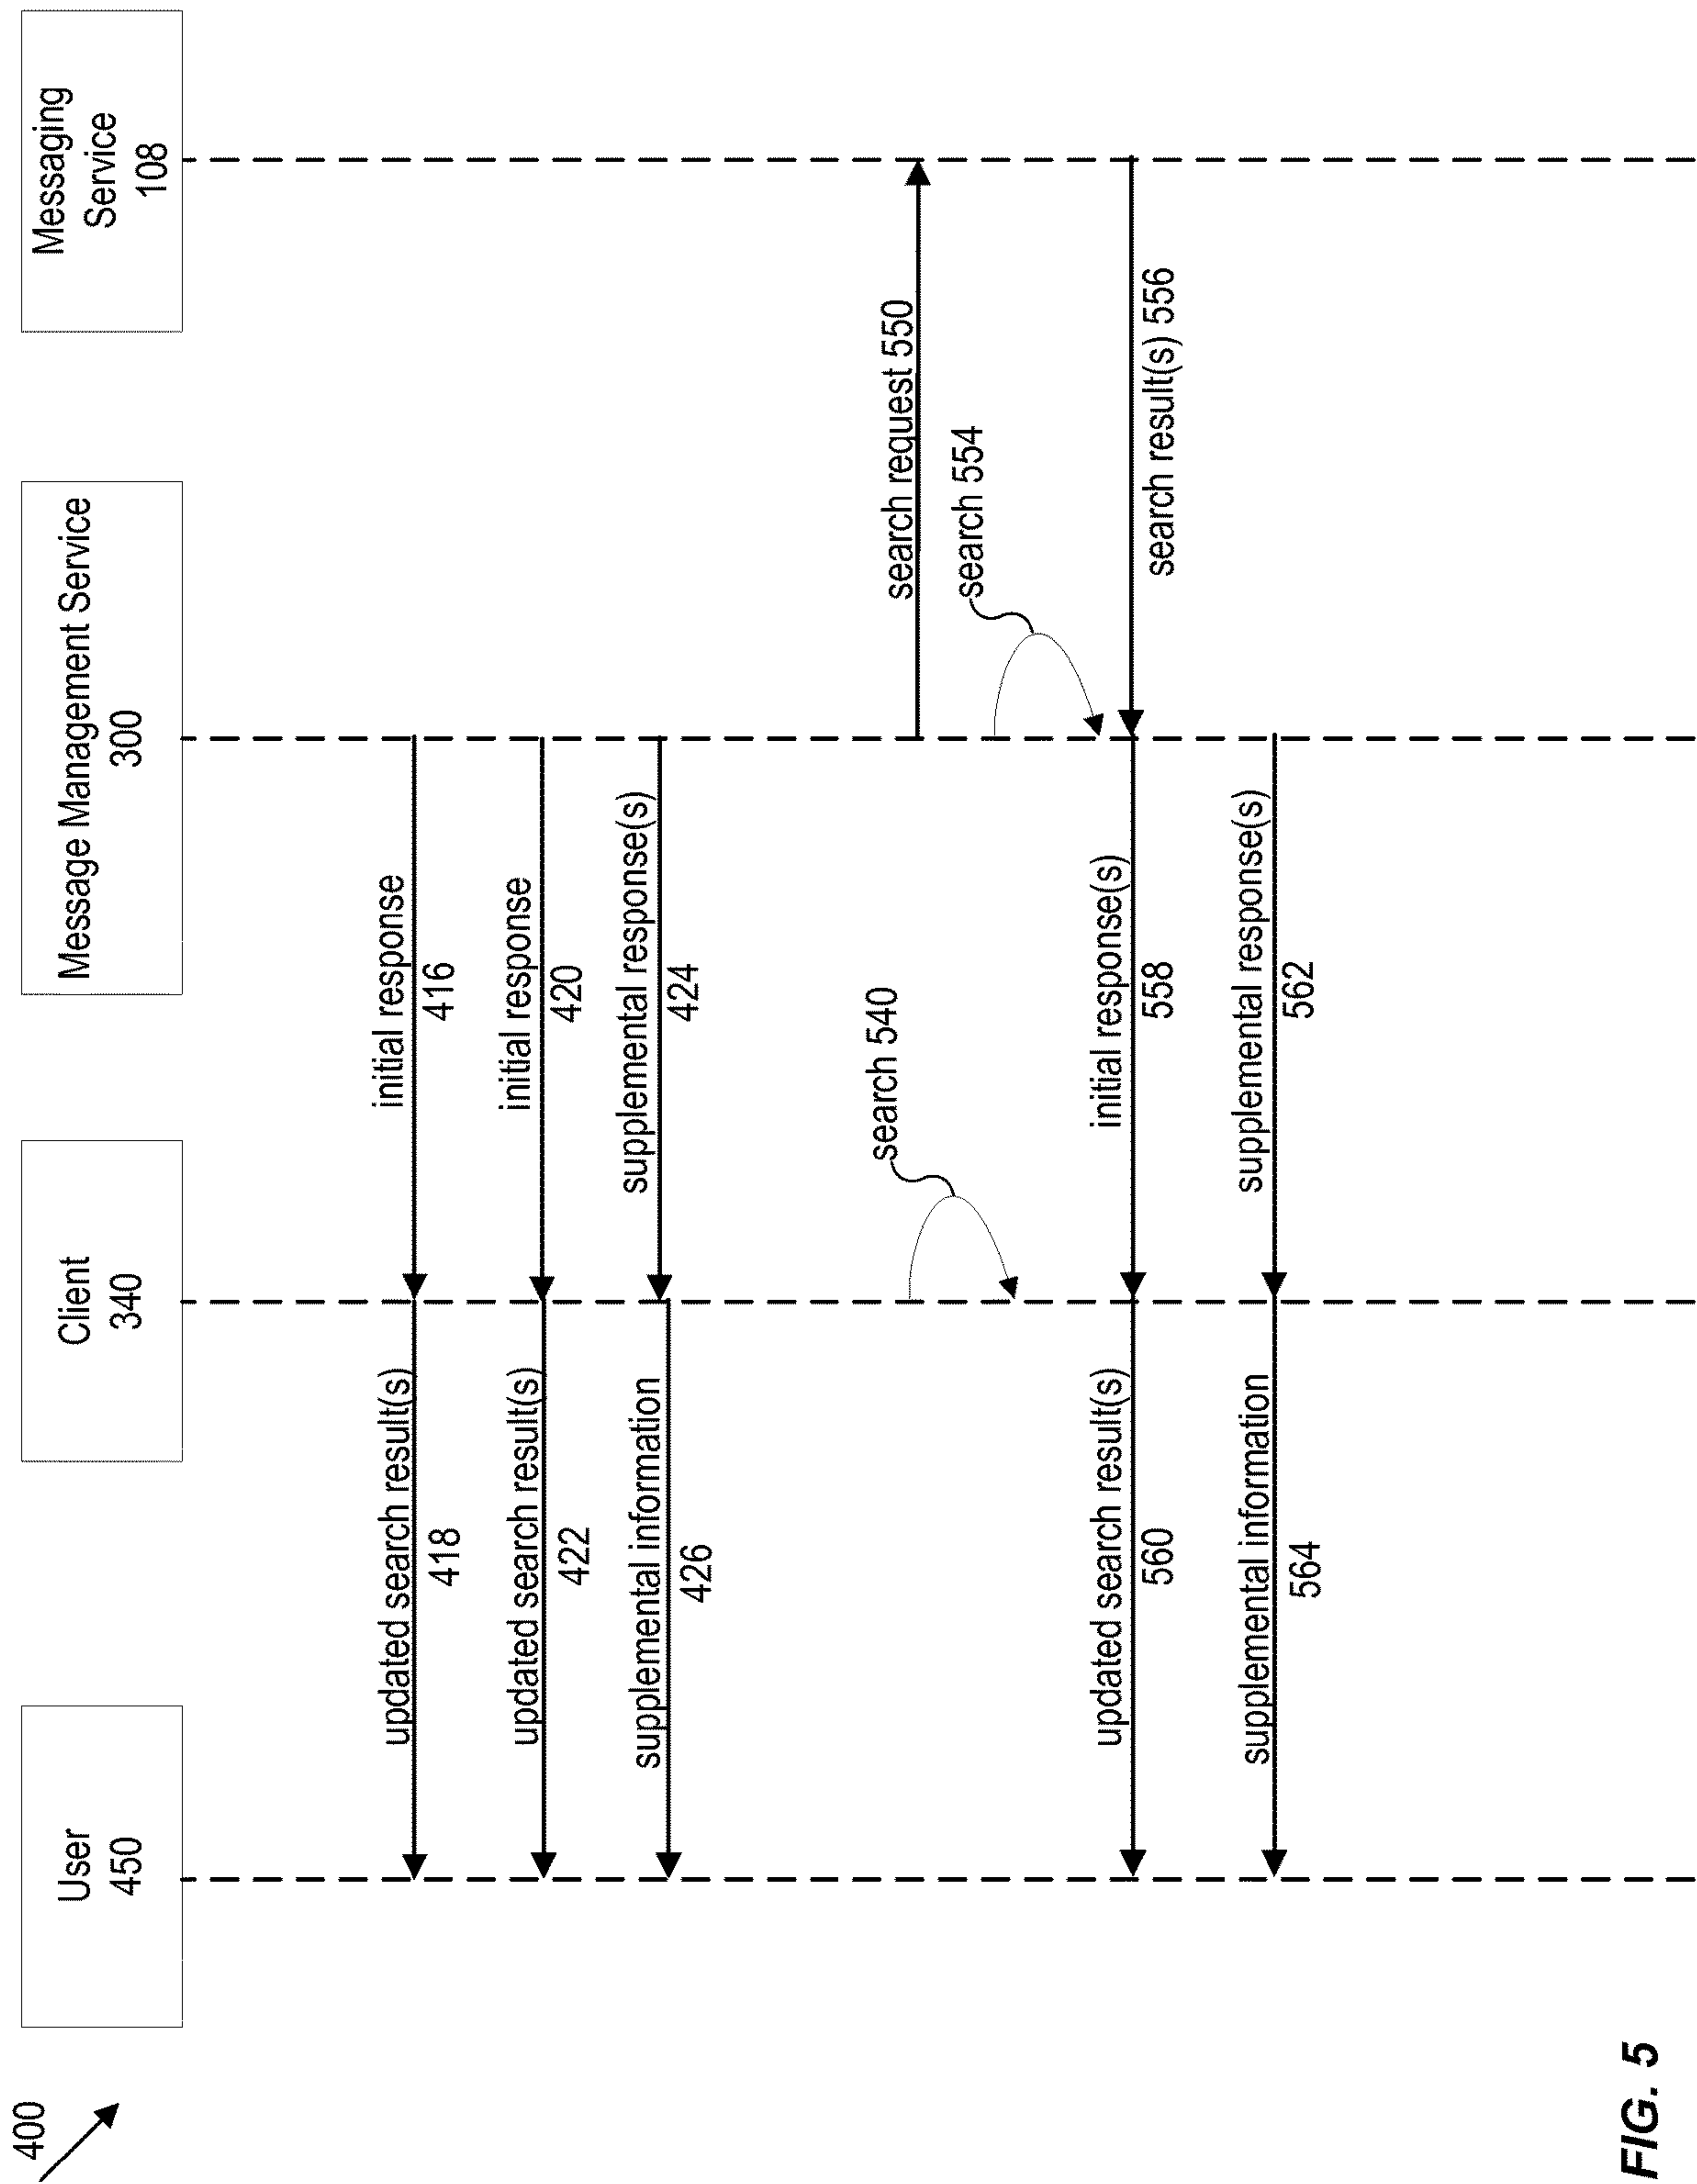 400
User
450
Client
340
Message Management Service
300
Messaging
Service
108
initial response
416
updated search result(s)
418
initial response
420
updated search result(s)
422
supplemental response(s)
424
supplemental information
426
search 540
search request 550
search 554
search result(s) 556
initial response(s)
558
updated search result(s)
560
supplemental response(s)
562
supplemental information
564
FIG. 5